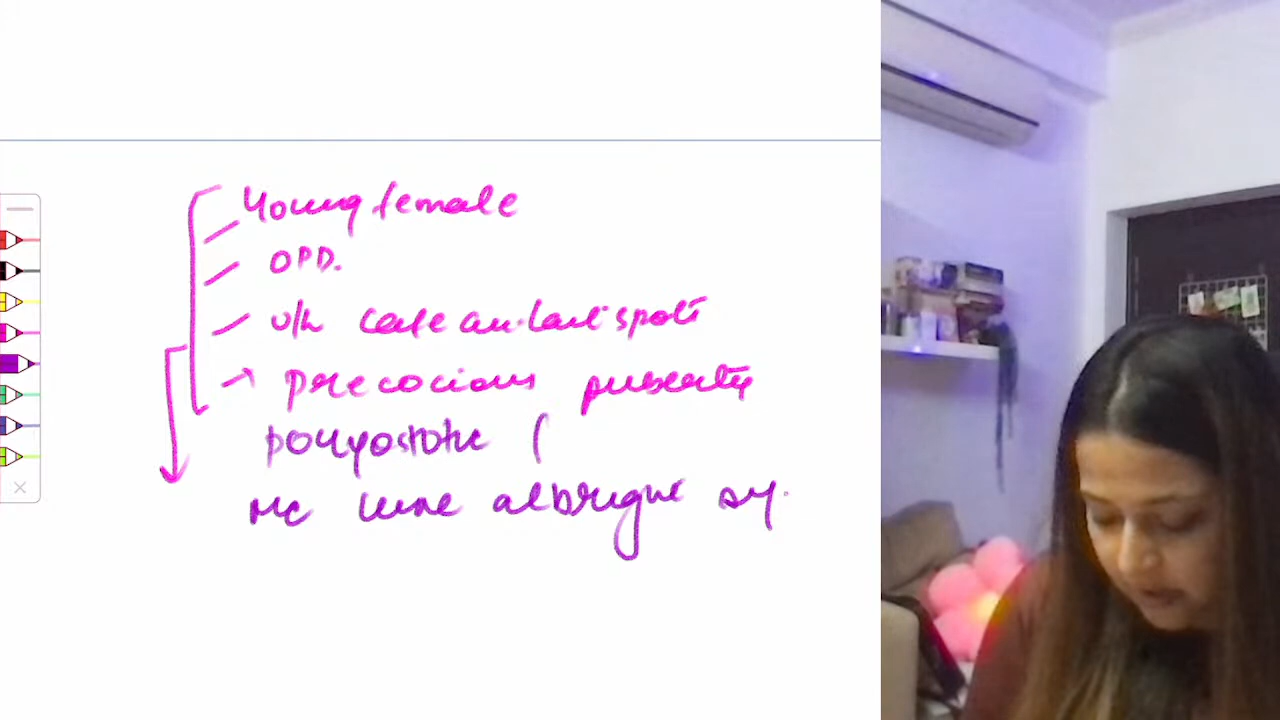 Young female
OPD.
o/h cafe au-lait spots
precocious puberty
polyostotic (
Mc cune albright sy.